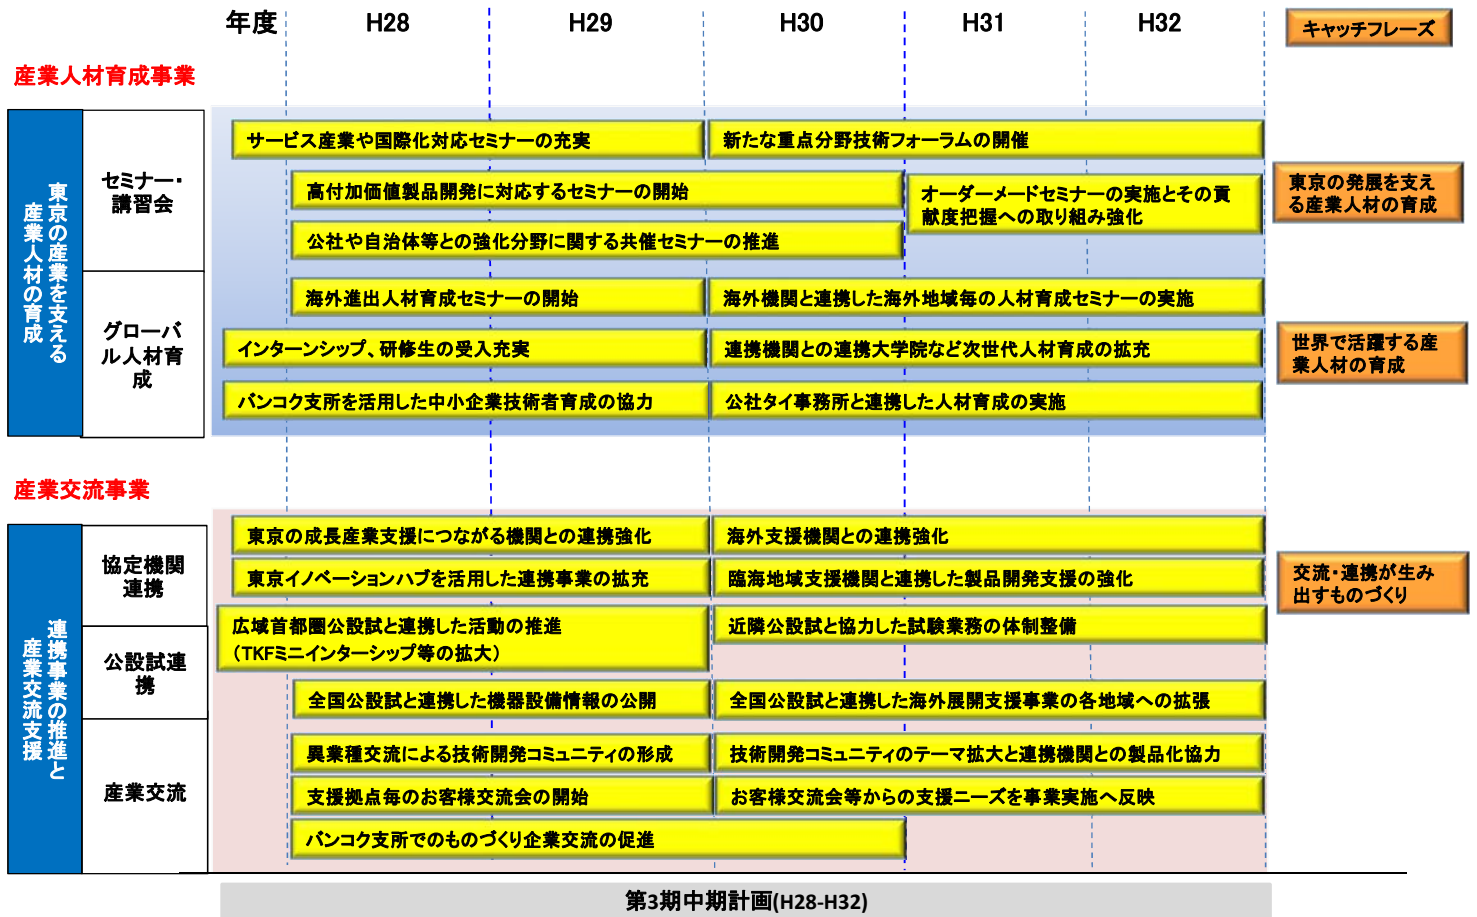 年度 H28 H29 H30 H31 H32
キャッチフレーズ
産業人材育成事業
東京の産業を支える
産業人材の育成
セミナー・
講習会
サービス産業や国際化対応セミナーの充実
新たな重点分野技術フォーラムの開催
高付加価値製品開発に対応するセミナーの開始
オーダーメードセミナーの実施とその貢
献度把握への取り組み強化
公社や自治体等との強化分野に関する共催セミナーの推進
東京の発展を支え
る産業人材の育成
グローバ
ル人材育
成
海外進出人材育成セミナーの開始
海外機関と連携した海外地域毎の人材育成セミナーの実施
インターンシップ、研修生の受入充実
連携機関との連携大学院など次世代人材育成の拡充
バンコク支所を活用した中小企業技術者育成の協力
公社タイ事務所と連携した人材育成の実施
世界で活躍する産
業人材の育成
産業交流事業
連携事業の推進と
産業交流支援
協定機関
連携
東京の成長産業支援につながる機関との連携強化
海外支援機関との連携強化
東京イノベーションハブを活用した連携事業の拡充
臨海地域支援機関と連携した製品開発支援の強化
交流・連携が生み
出すものづくり
公設試連
携
広域首都圏公設試と連携した活動の推進
（TKFミニインターシップ等の拡大）
近隣公設試と協力した試験業務の体制整備
全国公設試と連携した機器設備情報の公開
全国公設試と連携した海外展開支援事業の各地域への拡張
産業交流
異業種交流による技術開発コミュニティの形成
技術開発コミュニティのテーマ拡大と連携機関との製品化協力
支援拠点毎のお客様交流会の開始
お客様交流会等からの支援ニーズを事業実施へ反映
バンコク支所でのものづくり企業交流の促進
第3期中期計画(H28-H32)